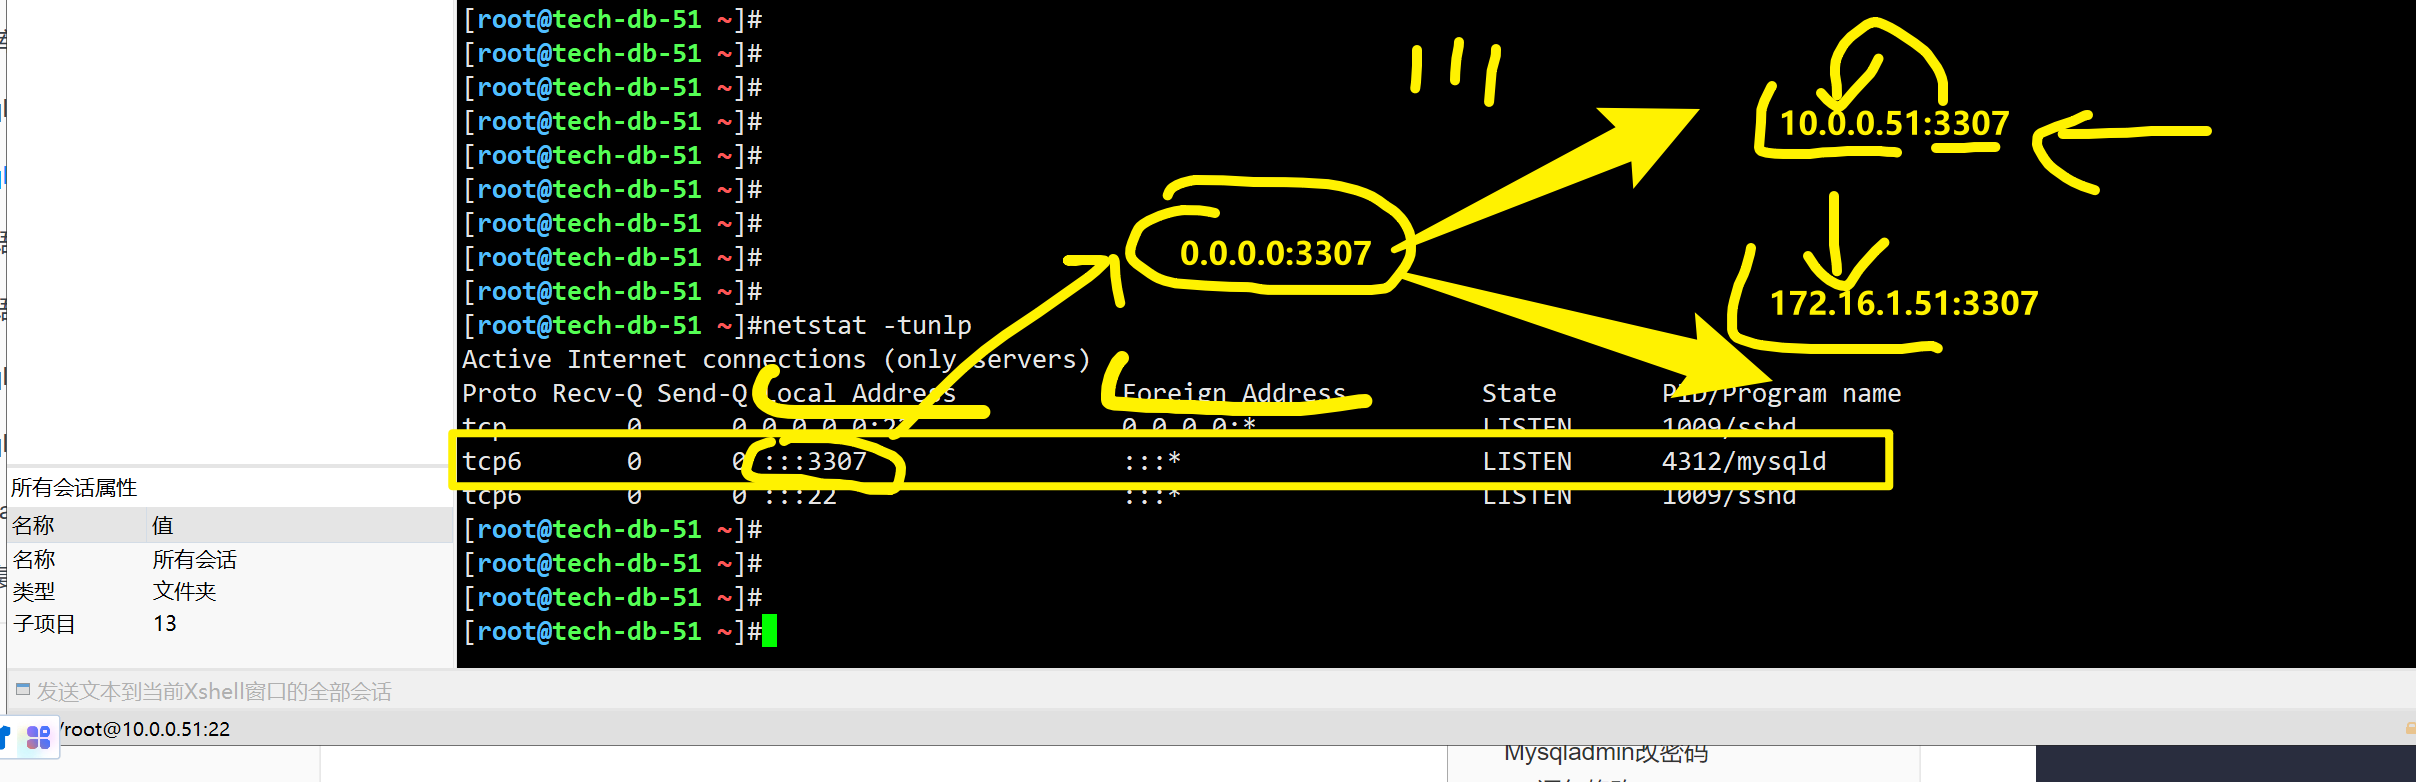 [root@tech-db-51 ~]#
[root@tech-db-51 ~]#
[root@tech-db-51 ~]#
[root@tech-db-51 ~]#
[root@tech-db-51 ~]#
[root@tech-db-51 ~]#
[root@tech-db-51 ~]#
[root@tech-db-51 ~]#
[root@tech-db-51 ~]#
[root@tech-db-51 ~]#netstat -tunlp
Active Internet connections (only servers)
Proto Recv-Q Send-Q Local Address Foreign Address State PID/Program name
tcp 0 0 0.0.0.0:22 0.0.0.0:* LISTEN 1009/sshd
tcp6 0 0 :::3307 :::* LISTEN 4312/mysqld
tcp6 0 0 :::22 :::* LISTEN 1009/sshd
[root@tech-db-51 ~]#
[root@tech-db-51 ~]#
[root@tech-db-51 ~]#
[root@tech-db-51 ~]#
10.0.0.51:3307
0.0.0.0:3307
172.16.1.51:3307
所有会话属性
名称 值
名称 所有会话
类型 文件夹
子项目 13
发送文本到当前Xshell窗口的全部会话
/root@10.0.0.51:22
Mysqladmin改密码